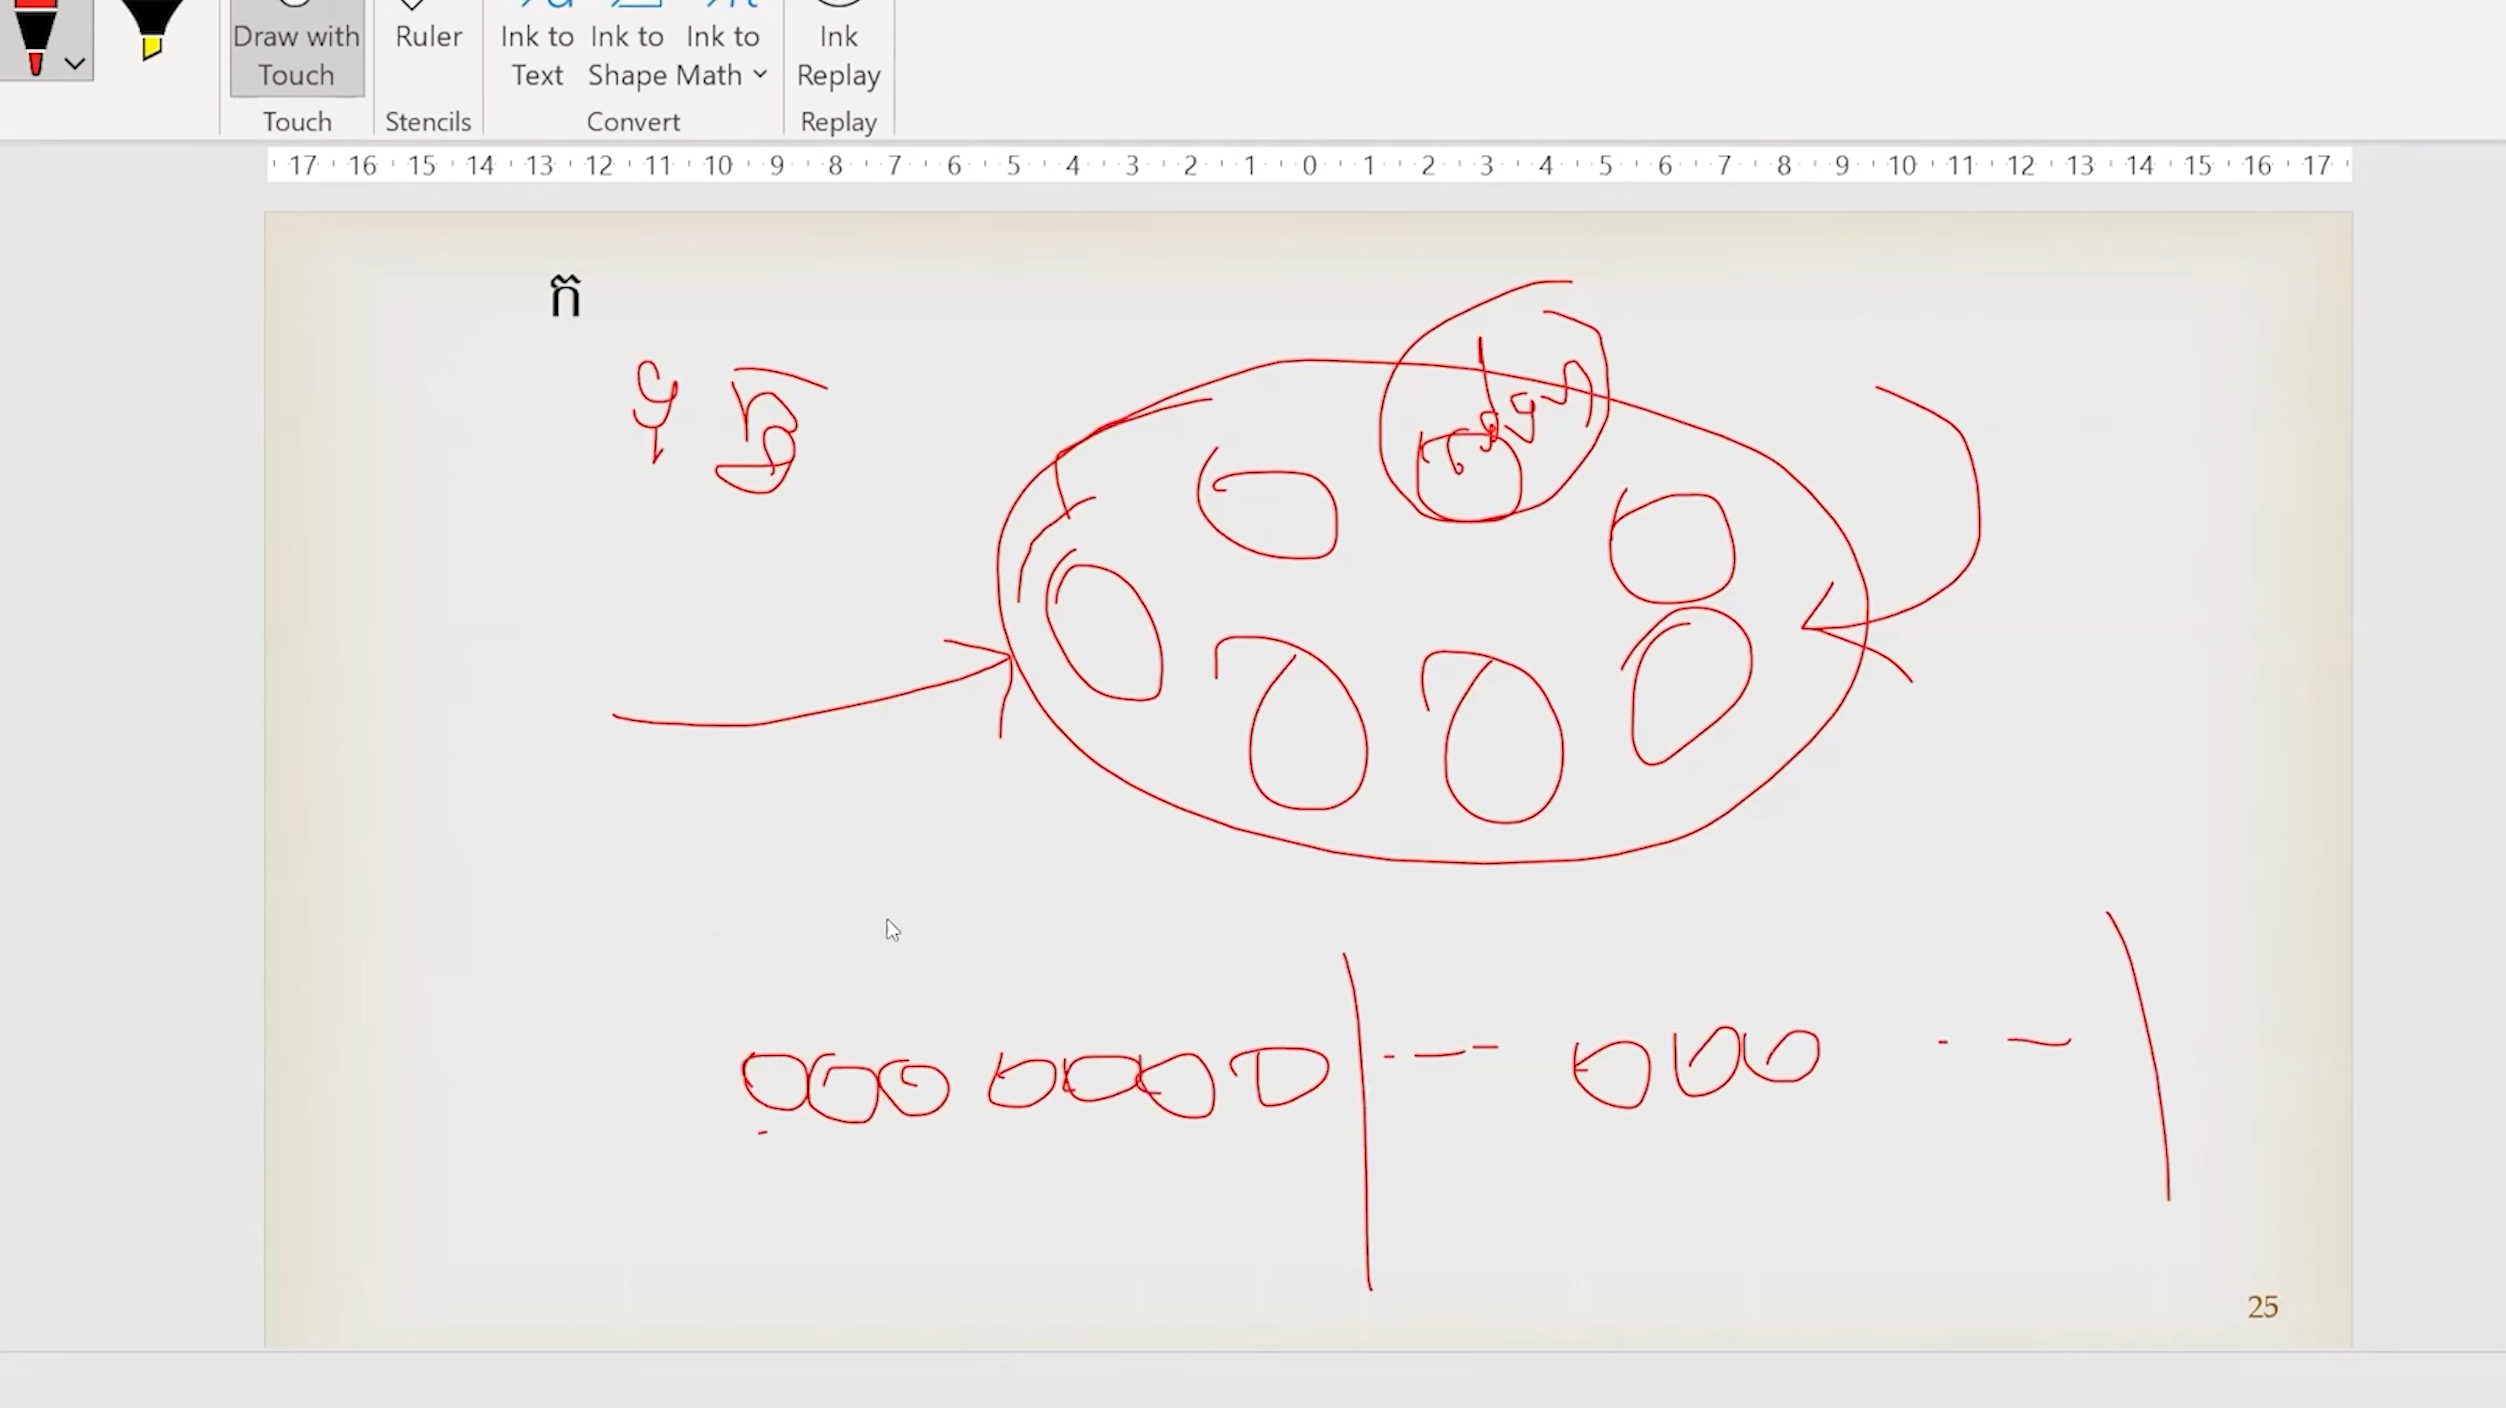 Draw with Ruler Ink to Ink to Ink to Ink
Touch Text Shape Math Replay
Touch Stencils Convert Replay
17 16 15 14 13 12 11 10 9 8 7 6 5 4 3 2 1 0 1 2 3 4 5 6 7 8 9 10 11 12 13 14 15 16 17
ñ
25